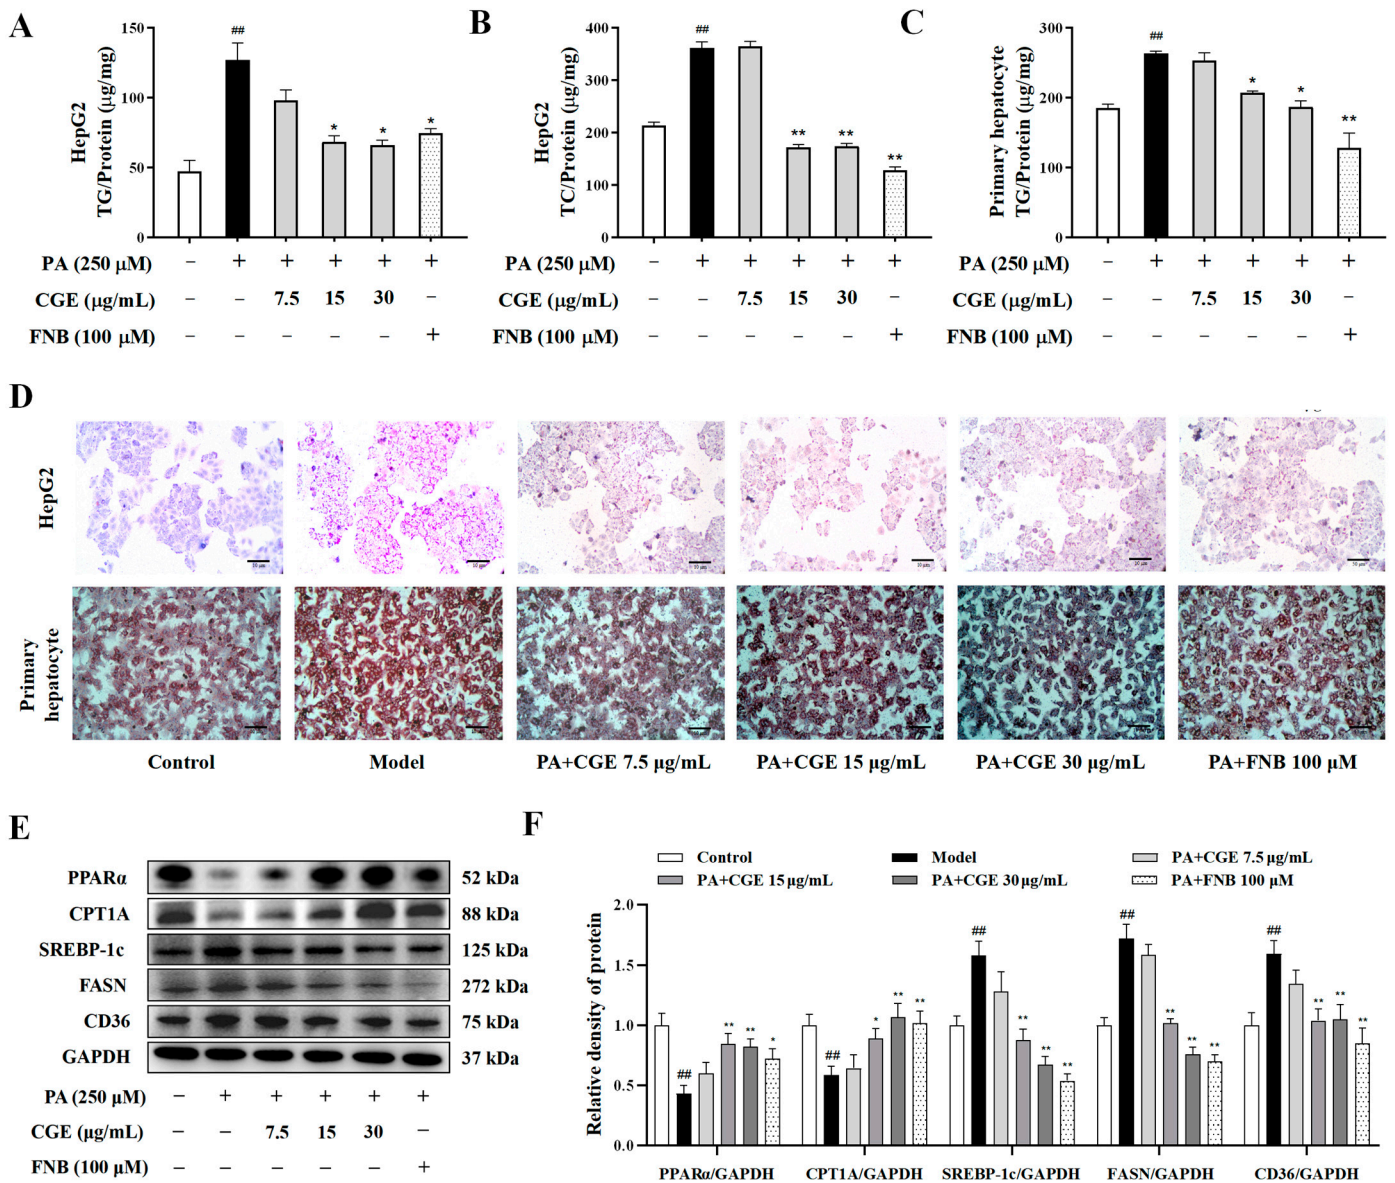 A
HepG2
TG/Protein (μg/mg)
150
100
50
0
##
*
*
*
PA (250 μM) – + + + + +
CGE (μg/mL) – – 7.5 15 30 –
FNB (100 μM) – – – – – +
B
HepG2
TC/Protein (μg/mg)
400
300
200
100
0
##
**
**
**
PA (250 μM) – + + + + +
CGE (μg/mL) – – 7.5 15 30 –
FNB (100 μM) – – – – – +
C
Primary hepatocyte
TG/Protein (μg/mg)
300
200
100
0
##
*
*
**
PA (250 μM) – + + + + +
CGE (μg/mL) – – 7.5 15 30 –
FNB (100 μM) – – – – – +
D
HepG2
Primary
hepatocyte
Control Model PA+CGE 7.5 μg/mL PA+CGE 15 μg/mL PA+CGE 30 μg/mL PA+FNB 100 μM
E
PPARα 52 kDa
CPT1A 88 kDa
SREBP-1c 125 kDa
FASN 272 kDa
CD36 75 kDa
GAPDH 37 kDa
PA (250 μM) – + + + + +
CGE (μg/mL) – – 7.5 15 30 –
FNB (100 μM) – – – – – +
F
Control Model PA+CGE 7.5 μg/mL
PA+CGE 15 μg/mL PA+CGE 30 μg/mL PA+FNB 100 μM
Relative density of protein
2.0
1.5
1.0
0.5
0.0
## ** ** *
## * ** **
## ** ** **
## ** ** **
## ** ** **
PPARα/GAPDH CPT1A/GAPDH SREBP-1c/GAPDH FASN/GAPDH CD36/GAPDH